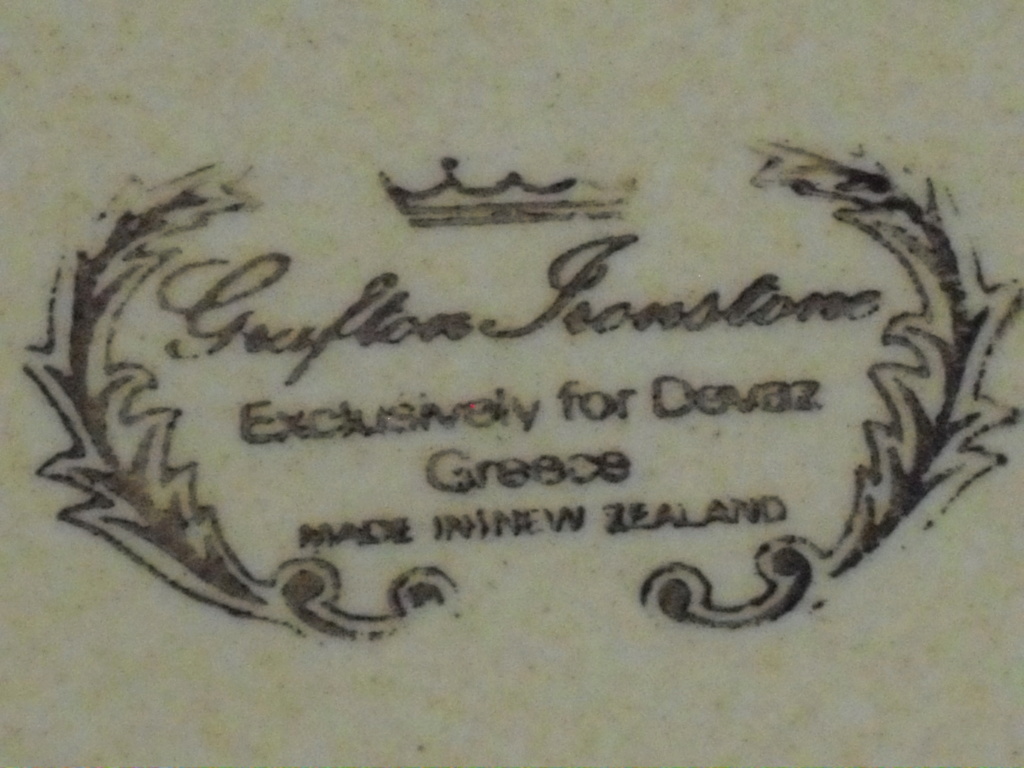 Grafton Ironstone
Exclusively for Devaz
Greece
MADE IN NEW ZEALAND